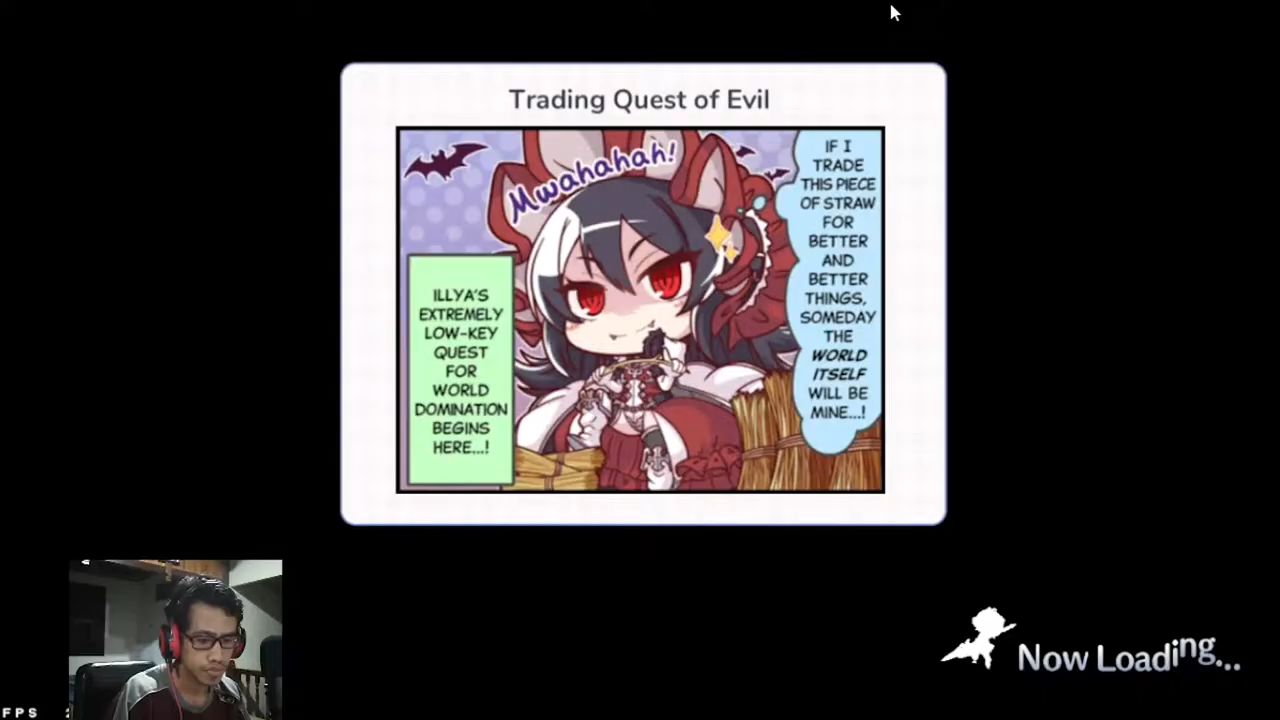 Trading Quest of Evil
Mwahahah!
IF I
TRADE
THIS PIECE
OF STRAW
FOR
BETTER
AND
BETTER
THINGS,
SOMEDAY
THE
WORLD
ITSELF
WILL BE
MINE...!
ILLYA'S
EXTREMELY
LOW-KEY
QUEST
FOR
WORLD
DOMINATION
BEGINS
HERE...!
Now Loading...
FPS